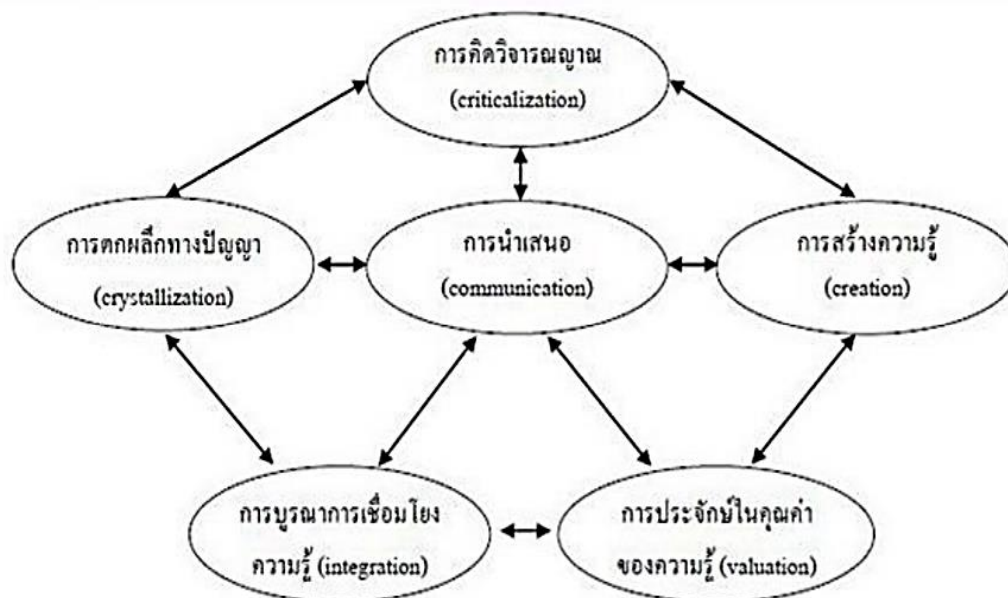 การคิดวิจารณญาณ
(criticalization)
การตกผลึกทางปัญญา
(crystallization)
การนำเสนอ
(communication)
การสร้างความรู้
(creation)
การบูรณาการเชื่อมโยง
ความรู้ (integration)
การประจักษ์ในคุณค่า
ของความรู้ (valuation)